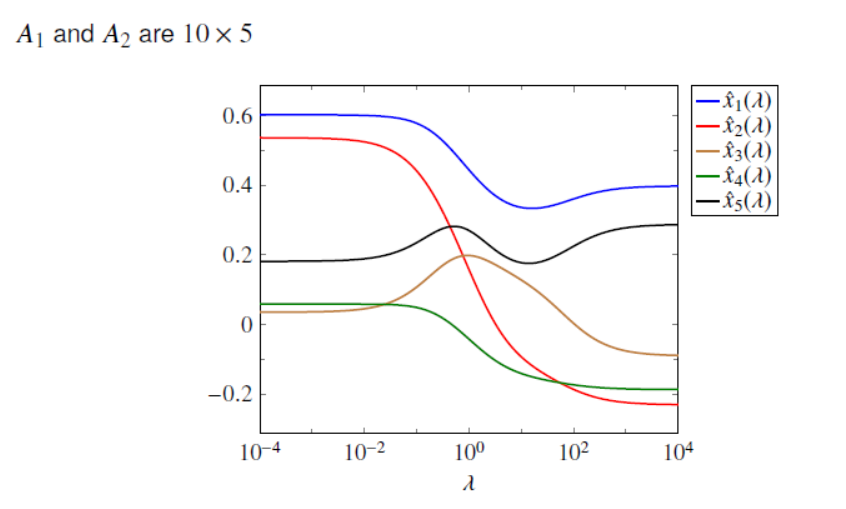 A₁ and A₂ are 10 × 5
0.6
0.4
0.2
0
−0.2
10⁻⁴ 10⁻² 10⁰ 10² 10⁴
λ
x̂₁(λ)
x̂₂(λ)
x̂₃(λ)
x̂₄(λ)
x̂₅(λ)